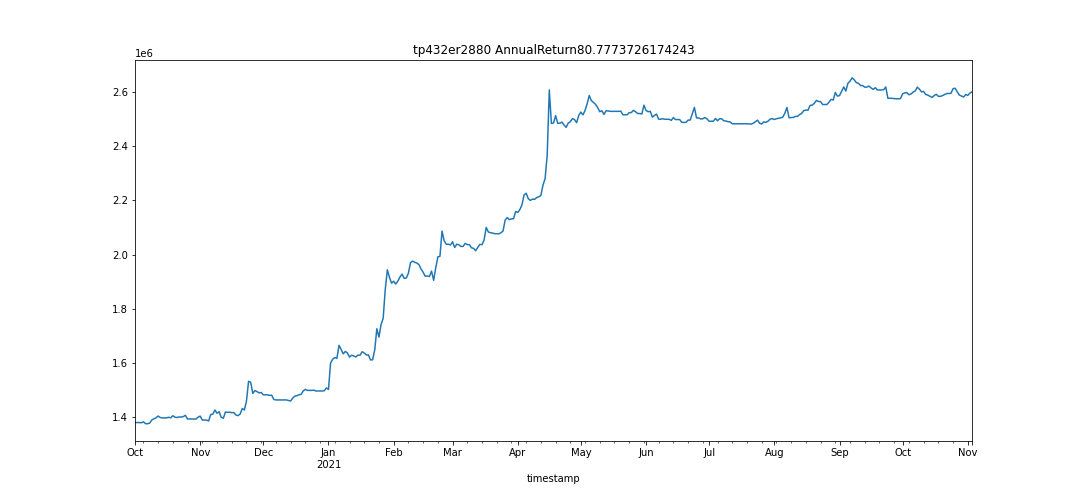 tp432er2880 AnnualReturn80.7773726174243
1e6
2.6
2.4
2.2
2.0
1.8
1.6
1.4
Oct Nov Dec Jan Feb Mar Apr May Jun Jul Aug Sep Oct Nov
2021
timestamp